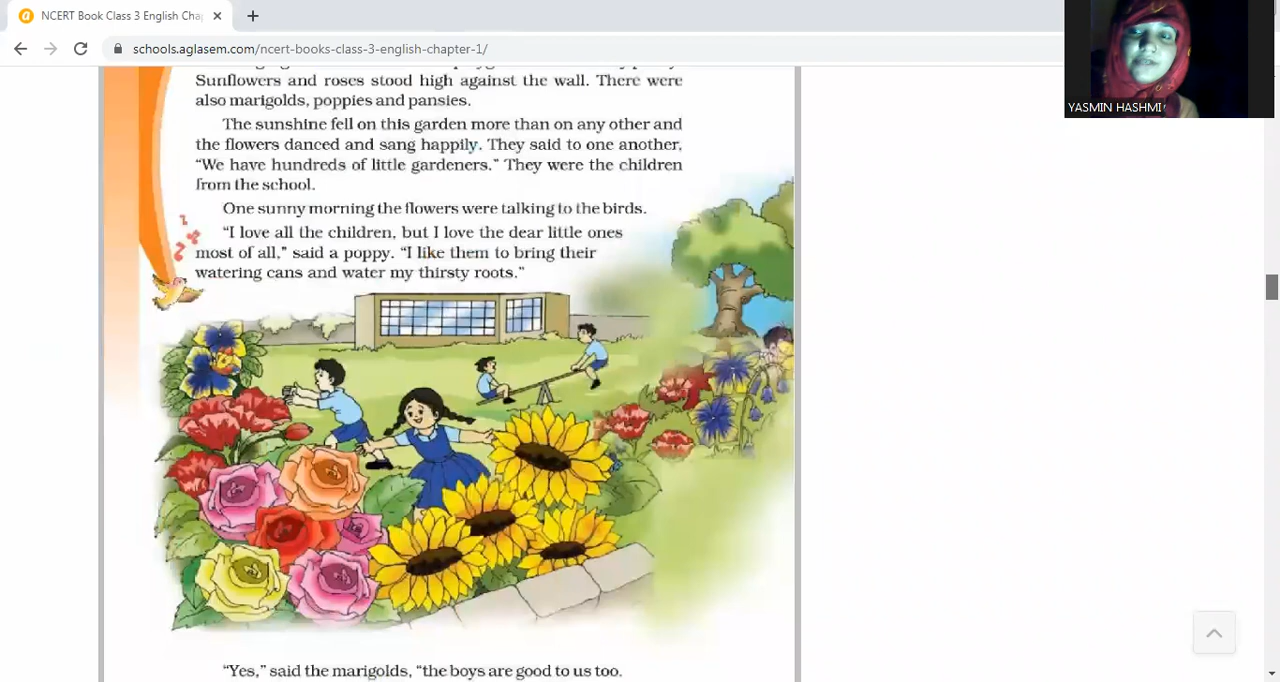 NCERT Book Class 3 English Cha
schools.aglasem.com/ncert-books-class-3-english-chapter-1/
YASMIN HASHMI
Sunflowers and roses stood high against the wall. There were
also marigolds, poppies and pansies.
The sunshine fell on this garden more than on any other and
the flowers danced and sang happily. They said to one another,
“We have hundreds of little gardeners.” They were the children
from the school.
One sunny morning the flowers were talking to the birds.
“I love all the children, but I love the dear little ones
most of all,” said a poppy. “I like them to bring their
watering cans and water my thirsty roots.”
“Yes,” said the marigolds, “the boys are good to us too.